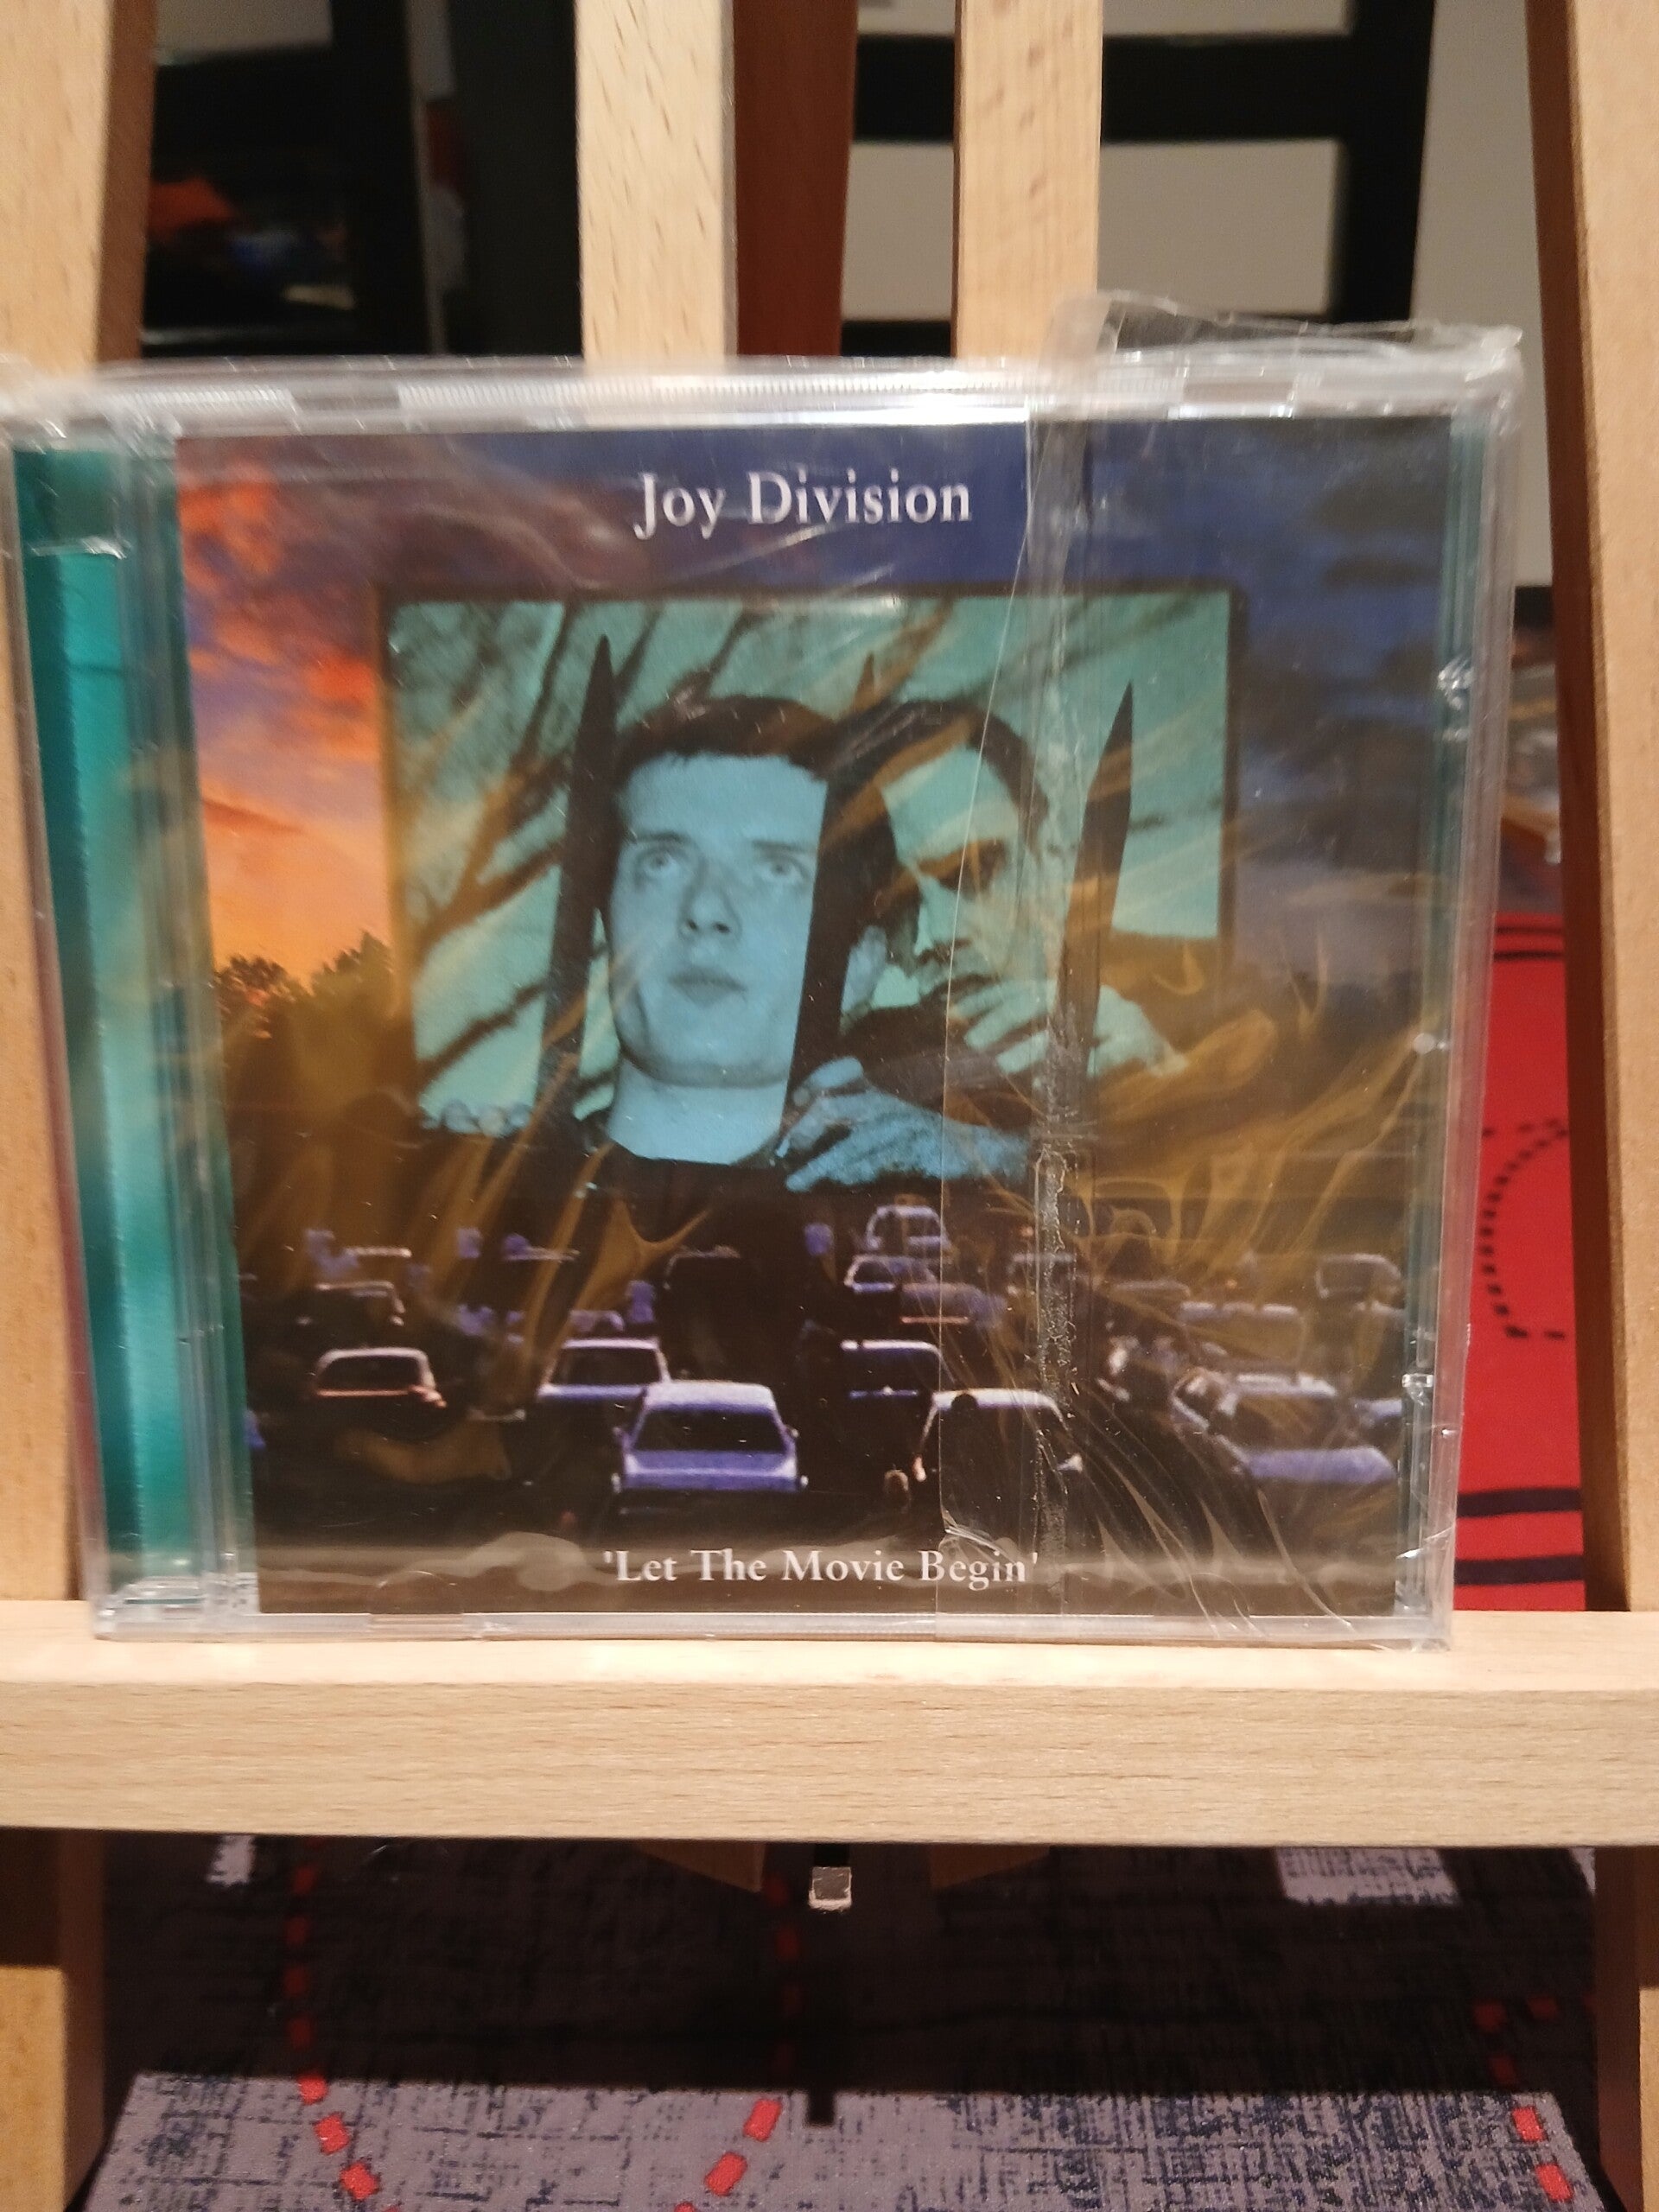 Joy Division
'Let The Movie Begin'